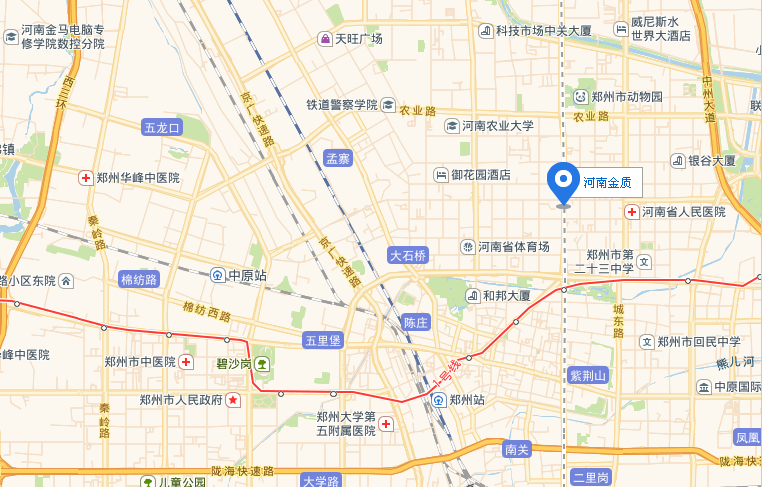 河南金马电脑专
修学院数控分院
天旺广场
科技市场中关大厦
威尼斯水
世界大酒店
西三环
京广快速路
铁道警察学院
农业路
郑州市动物园
农业路
中州大道
五龙口
河南农业大学
孟寨
银谷大厦
郑州华峰中医院
御花园酒店
河南金质
河南省人民医院
秦岭路
京广快速路
大石桥
河南省体育场
郑州市第
二十三中学
路小区东院
棉纺路
中原站
和邦大厦
棉纺西路
城东路
陈庄
五里堡
郑州市回民中学
华峰中医院
郑州市中医院
碧沙岗
1号线
熊儿河
紫荆山
中原国际
郑州市人民政府
郑州站
秦岭路
郑州大学第
五附属医院
凤凰
南关
陇海快速路
陇海
儿童公园
大学路
二里岗